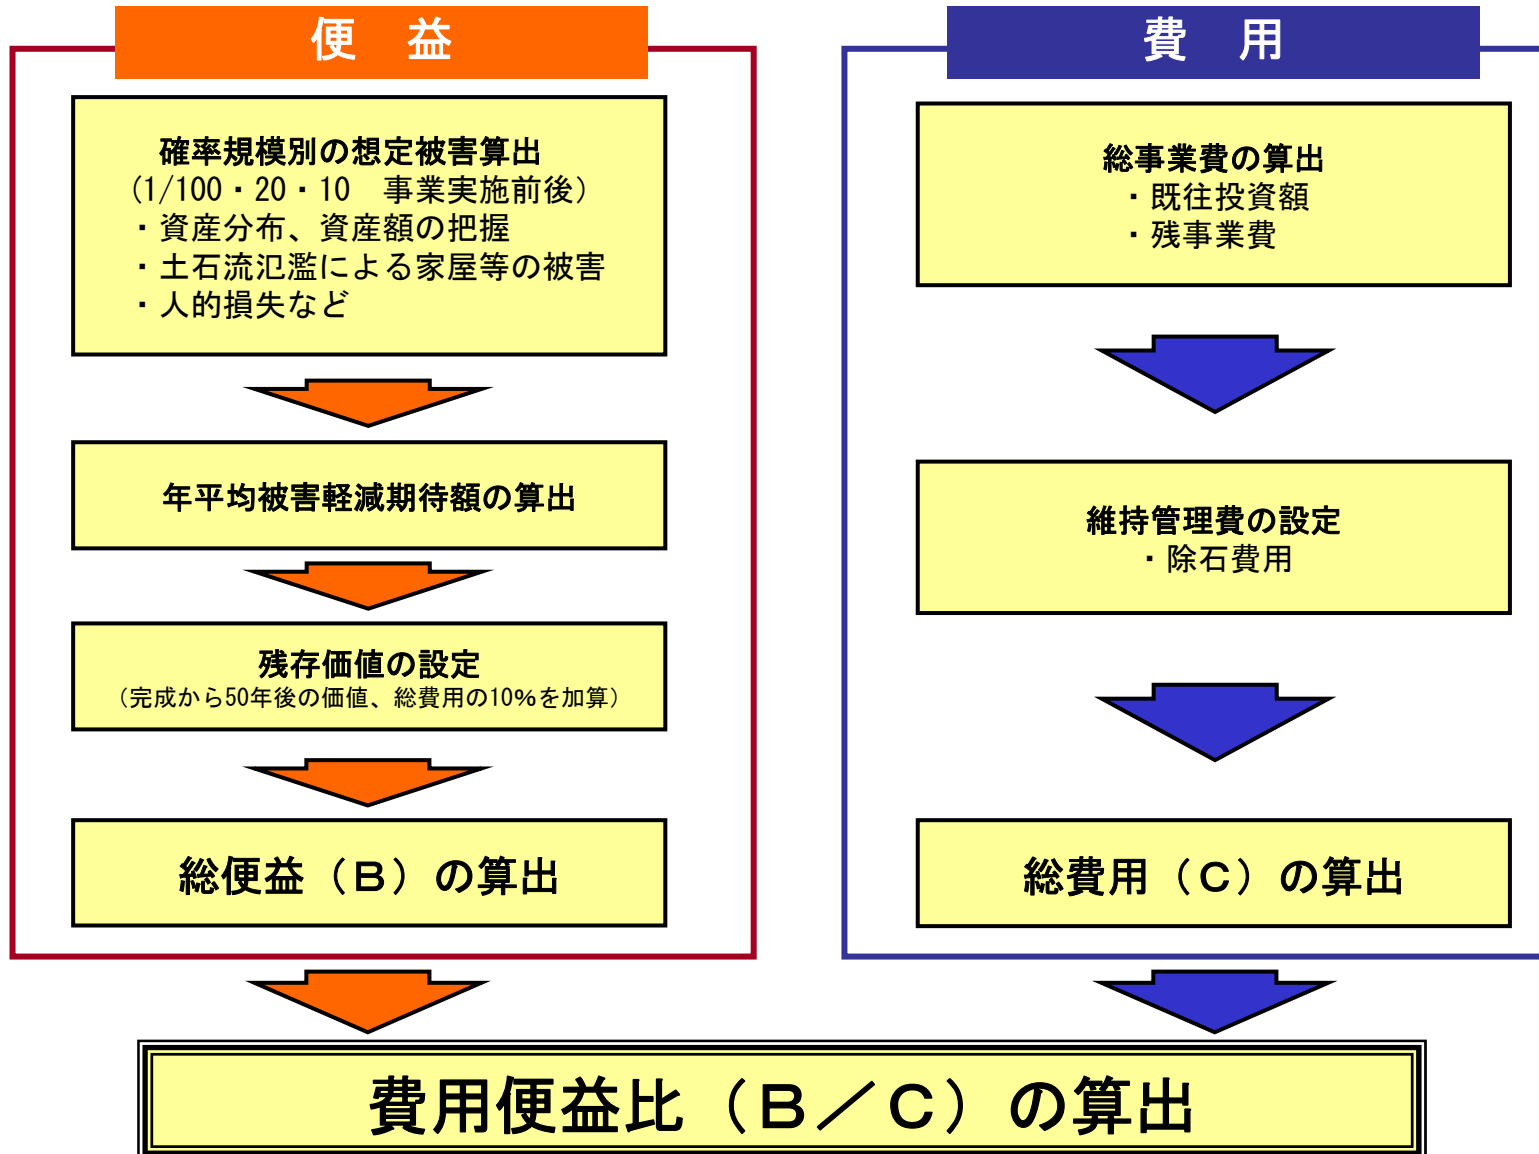 便　益
確率規模別の想定被害算出
（1/100・20・10　事業実施前後）
・資産分布、資産額の把握
・土石流氾濫による家屋等の被害
・人的損失など
年平均被害軽減期待額の算出
残存価値の設定
（完成から50年後の価値、総費用の10%を加算）
総便益（Ｂ）の算出
費　用
総事業費の算出
・既往投資額
・残事業費
維持管理費の設定
・除石費用
総費用（Ｃ）の算出
費用便益比（Ｂ／Ｃ）の算出